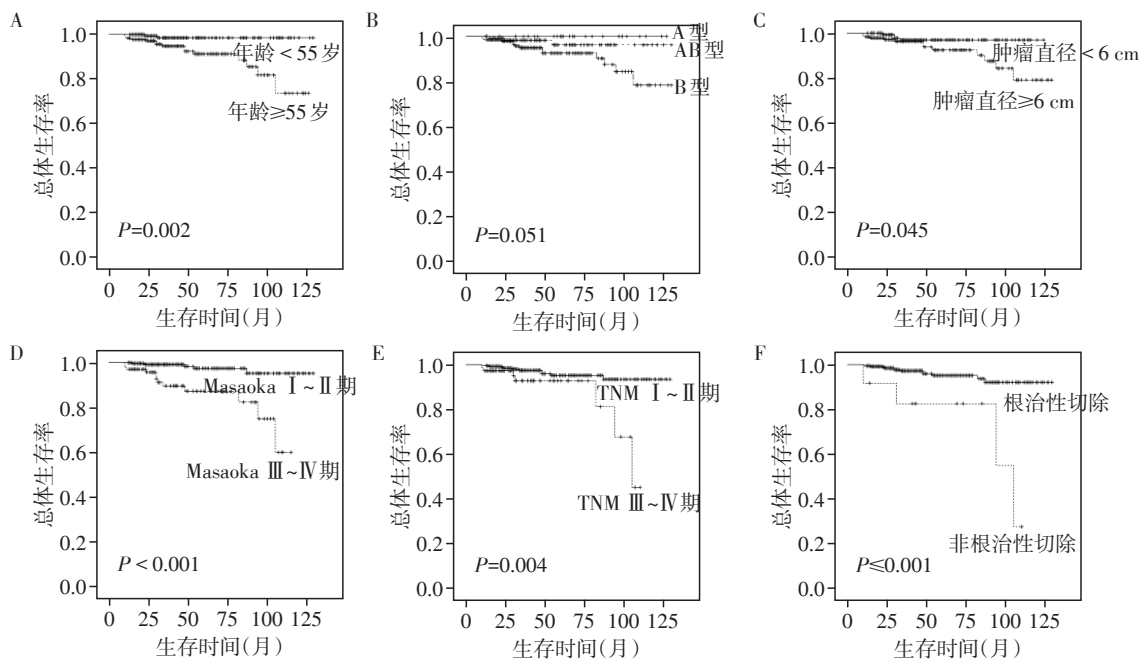 A
总体生存率
1.0
0.8
0.6
0.4
0.2
0.0
年龄<55岁
年龄≥55岁
P=0.002
0 25 50 75 100 125
生存时间(月)
B
总体生存率
1.0
0.8
0.6
0.4
0.2
0.0
A型
AB型
B型
P=0.051
0 25 50 75 100 125
生存时间(月)
C
总体生存率
1.0
0.8
0.6
0.4
0.2
0.0
肿瘤直径<6 cm
肿瘤直径≥6 cm
P=0.045
0 25 50 75 100 125
生存时间(月)
D
总体生存率
1.0
0.8
0.6
0.4
0.2
0.0
Masaoka Ⅰ~Ⅱ期
Masaoka Ⅲ~Ⅳ期
P<0.001
0 25 50 75 100 125
生存时间(月)
E
总体生存率
1.0
0.8
0.6
0.4
0.2
0.0
TNM Ⅰ~Ⅱ期
TNM Ⅲ~Ⅳ期
P=0.004
0 25 50 75 100 125
生存时间(月)
F
总体生存率
1.0
0.8
0.6
0.4
0.2
0.0
根治性切除
非根治性切除
P≤0.001
0 25 50 75 100 125
生存时间(月)